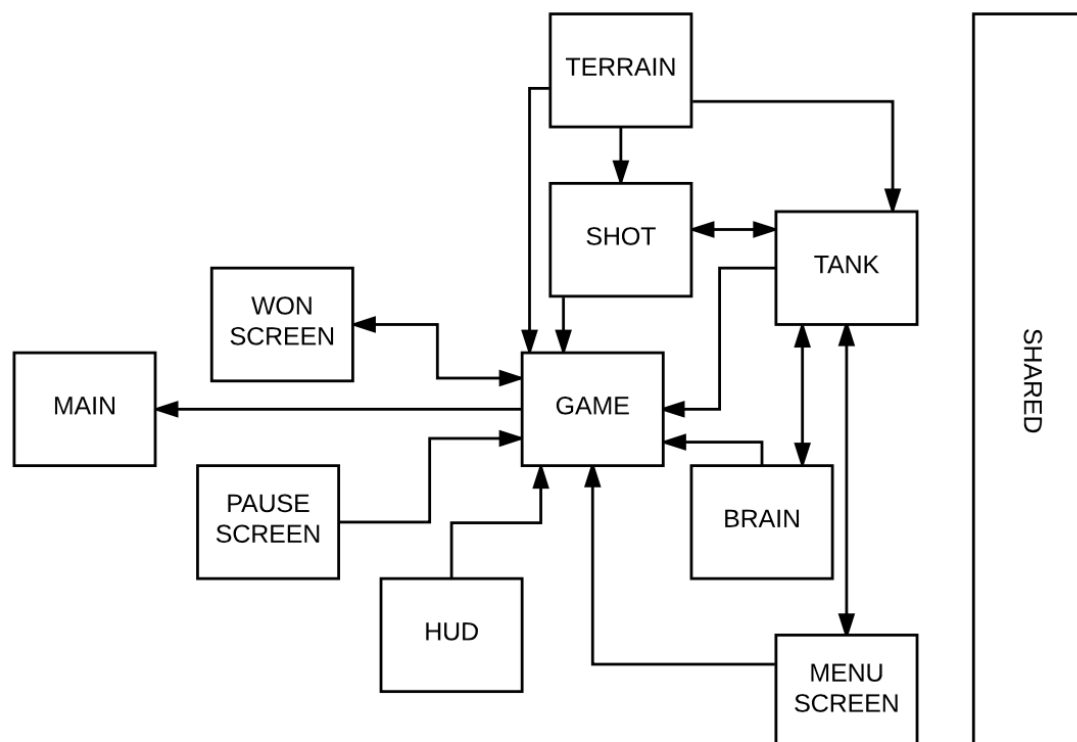 TERRAIN
SHOT
TANK
WON
SCREEN
MAIN
GAME
PAUSE
SCREEN
BRAIN
HUD
MENU
SCREEN
SHARED